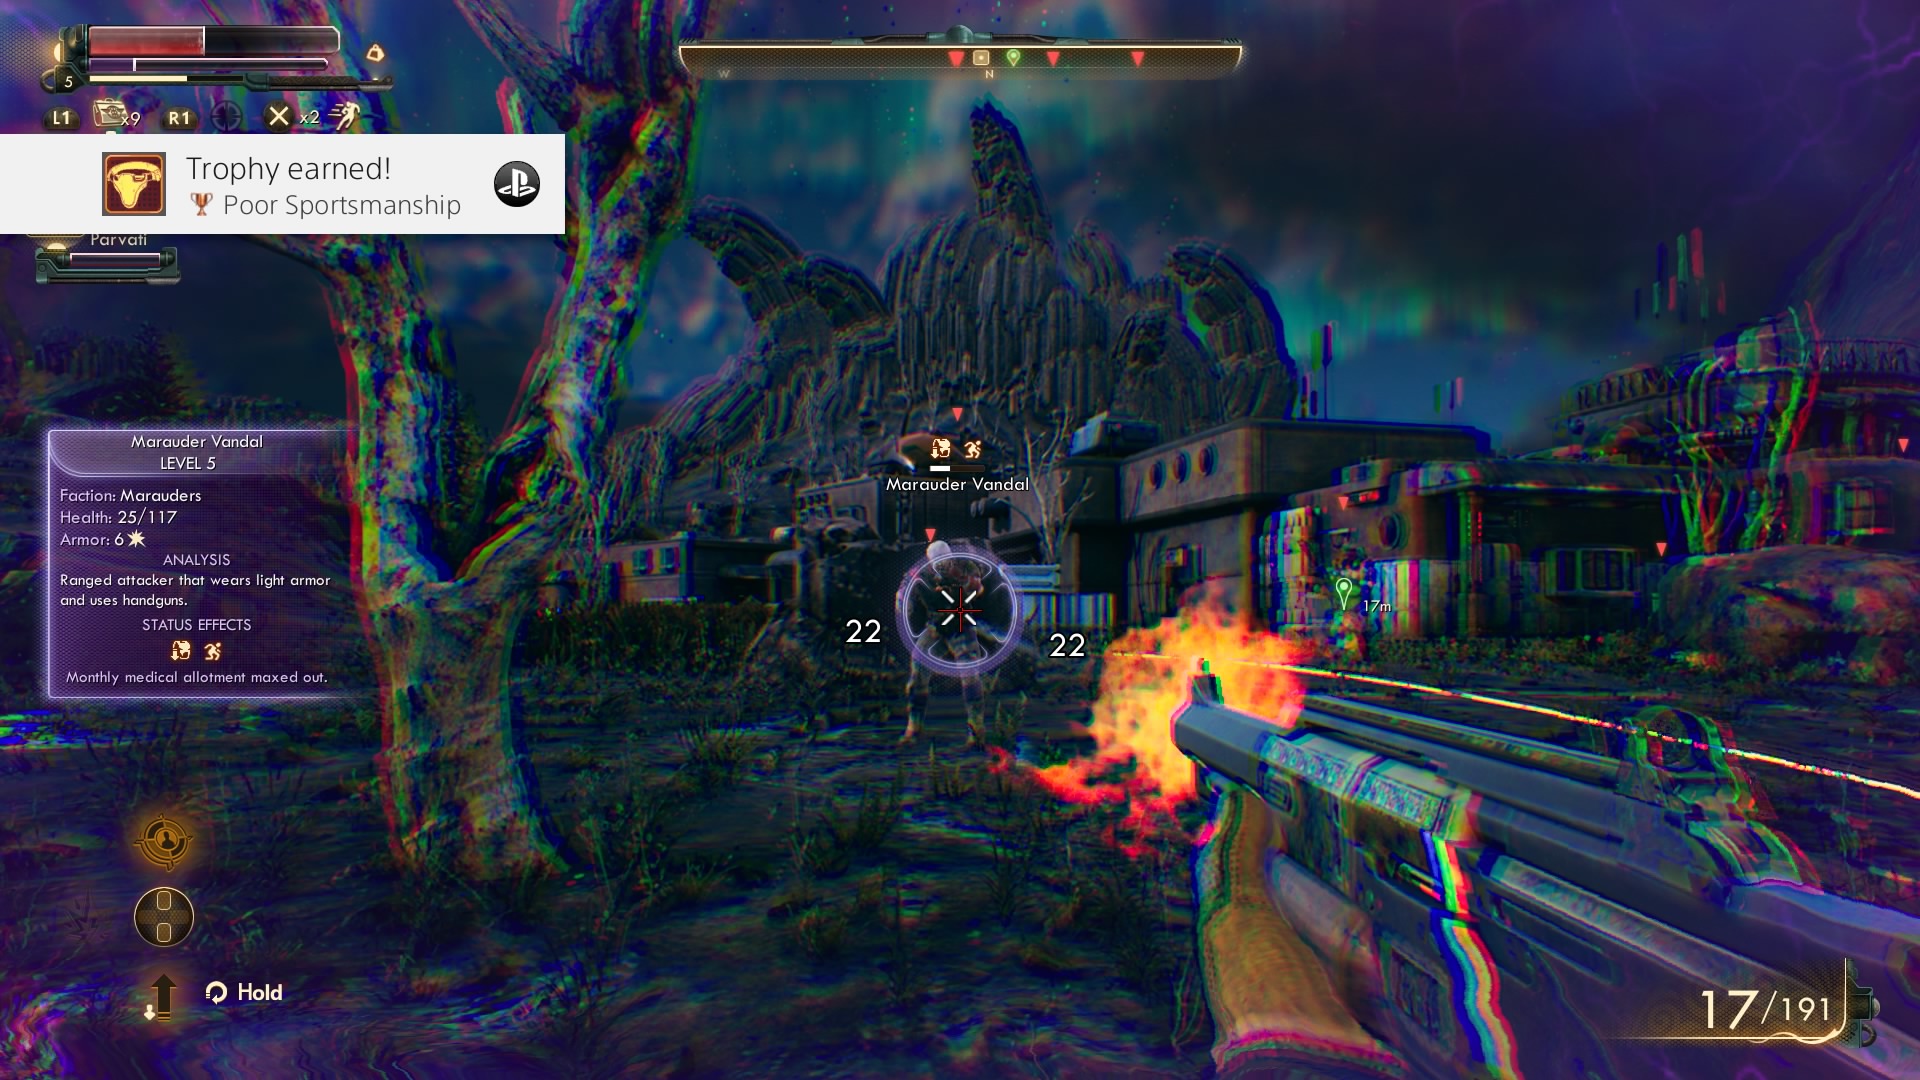 W
N
5
L1
x9
R1
x2
Trophy earned!
Poor Sportsmanship
Parvati
Marauder Vandal
LEVEL 5
Faction: Marauders
Health: 25/117
Armor: 6
ANALYSIS
Ranged attacker that wears light armor
and uses handguns.
STATUS EFFECTS
Monthly medical allotment maxed out.
Marauder Vandal
22
22
17m
Hold
17/191